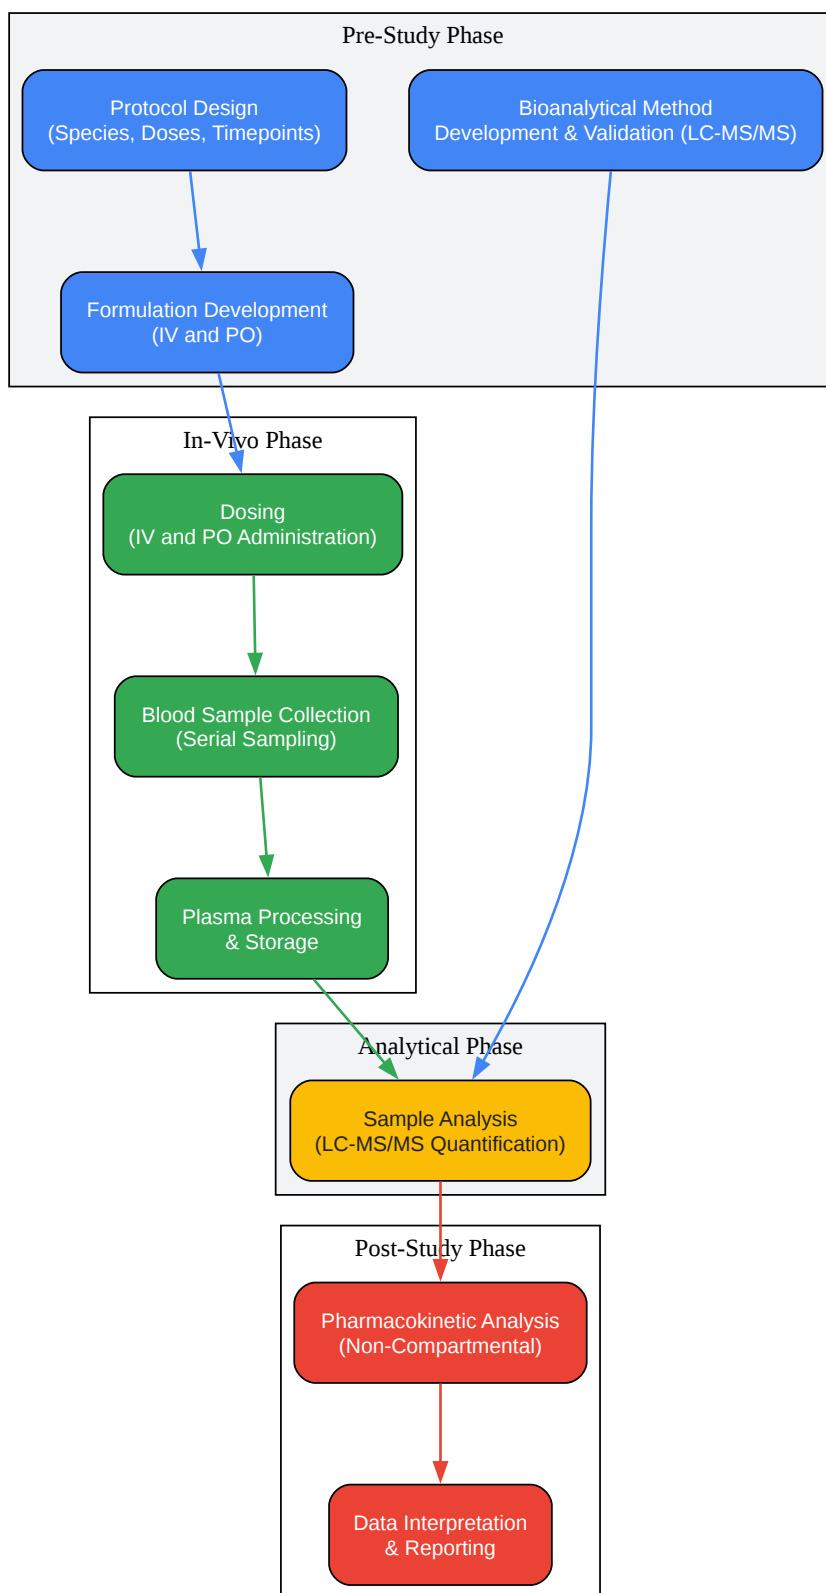 Pre-Study Phase
Protocol Design
(Species, Doses, Timepoints)
Bioanalytical Method
Development & Validation (LC-MS/MS)
Formulation Development
(IV and PO)
In-Vivo Phase
Dosing
(IV and PO Administration)
Blood Sample Collection
(Serial Sampling)
Plasma Processing
& Storage
Analytical Phase
Sample Analysis
(LC-MS/MS Quantification)
Post-Study Phase
Pharmacokinetic Analysis
(Non-Compartmental)
Data Interpretation
& Reporting